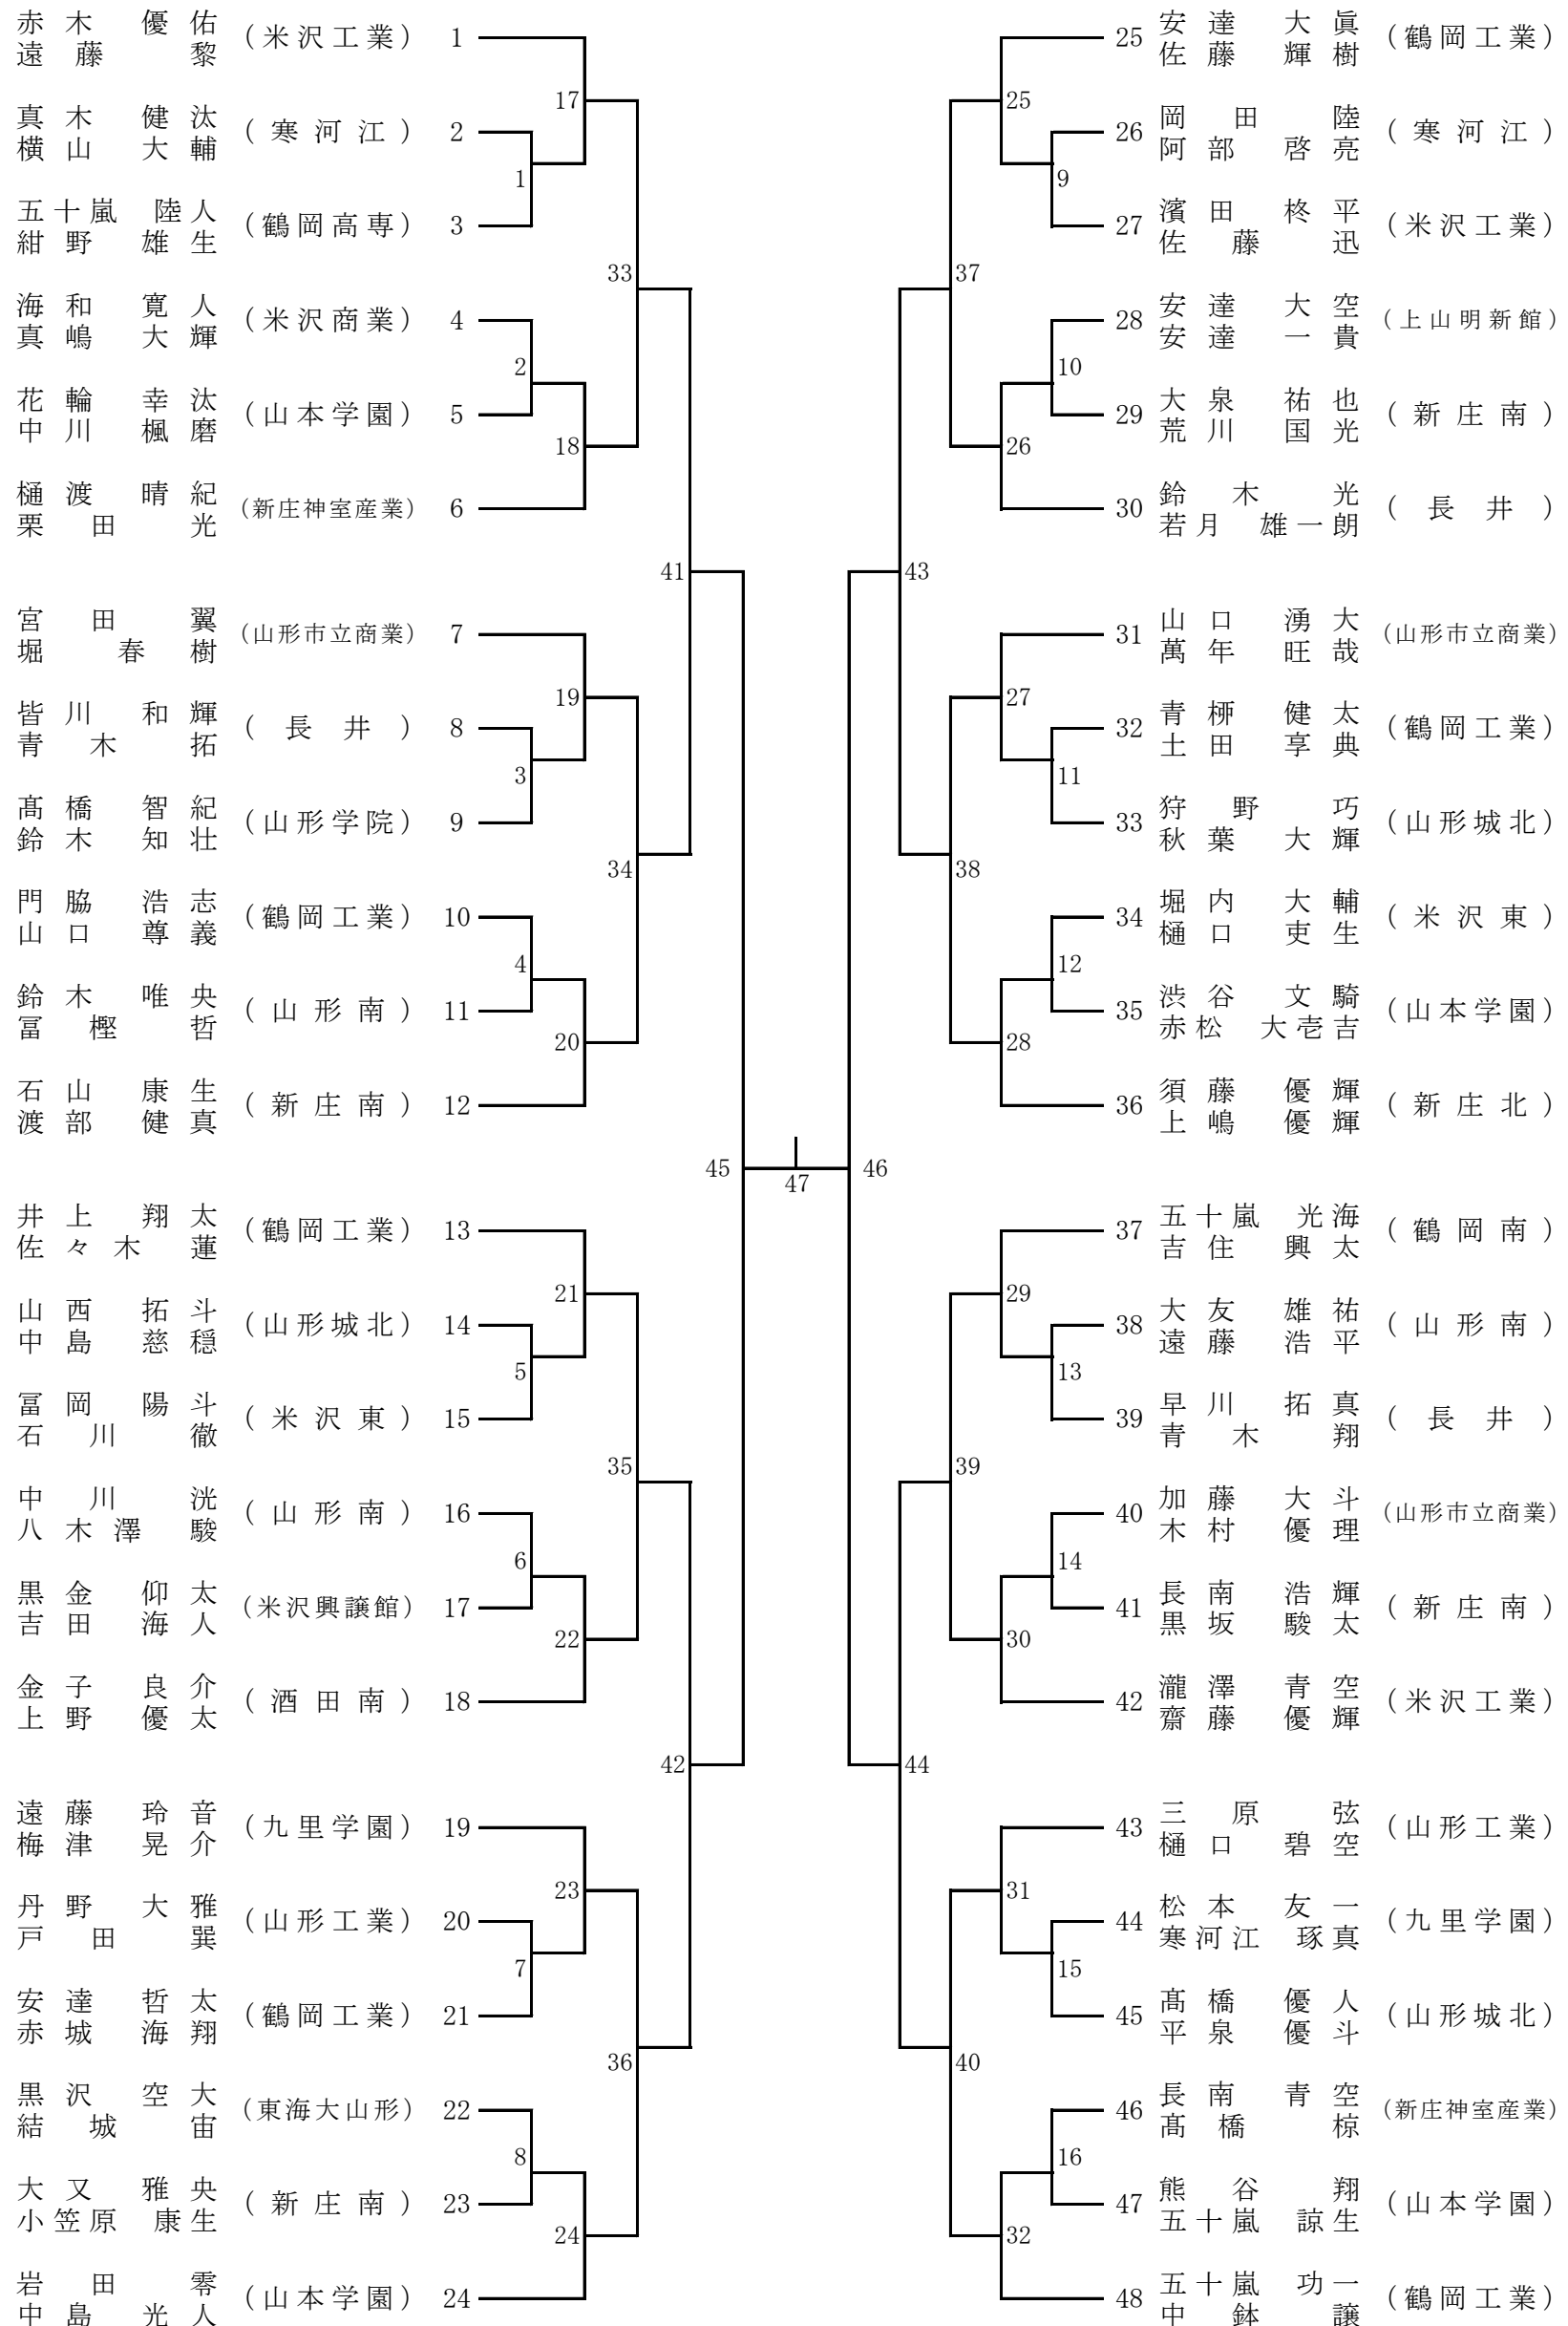 赤木 優佑
遠藤 黎
(米沢工業) 1
真木 健汰
横山 大輔
(寒河江) 2
五十嵐 陸人
紺野 雄生
(鶴岡高専) 3
海和 寛人
真嶋 大輝
(米沢商業) 4
花輪 幸汰
中川 楓磨
(山本学園) 5
樋渡 晴紀
栗田 光
(新庄神室産業) 6
宮田 翼
堀 春樹
(山形市立商業) 7
皆川 和輝
青木 拓
(長井) 8
髙橋 智紀
鈴木 知壮
(山形学院) 9
門脇 浩志
山口 尊義
(鶴岡工業) 10
鈴木 唯央
冨樫 哲
(山形南) 11
石山 康生
渡部 健真
(新庄南) 12
井上 翔太
佐々木 蓮
(鶴岡工業) 13
山西 拓斗
中島 慈穏
(山形城北) 14
冨岡 陽斗
石川 徹
(米沢東) 15
中川 洸
八木澤 駿
(山形南) 16
黒金 仰太
吉田 海人
(米沢興譲館) 17
金子 良介
上野 優太
(酒田南) 18
遠藤 玲音
梅津 晃介
(九里学園) 19
丹野 大雅
戸田 巽
(山形工業) 20
安達 哲太
赤城 海翔
(鶴岡工業) 21
黒沢 空大
結城 宙
(東海大山形) 22
大又 雅央
小笠原 康生
(新庄南) 23
岩田 零
中島 光人
(山本学園) 24
1
2
3
4
5
6
7
8
17
18
19
20
21
22
23
24
33
34
35
36
41
42
45
47
46
43
44
37
38
39
40
25
26
27
28
29
30
31
32
9
10
11
12
13
14
15
16
25 安達 大眞
佐藤 輝樹
(鶴岡工業)
26 岡田 陸
阿部 啓亮
(寒河江)
27 濱田 柊平
佐藤 迅
(米沢工業)
28 安達 大空
安達 一貴
(上山明新館)
29 大泉 祐也
荒川 国光
(新庄南)
30 鈴木 光
若月 雄一朗
(長井)
31 山口 湧大
萬年 旺哉
(山形市立商業)
32 青栁 健太
土田 享典
(鶴岡工業)
33 狩野 巧
秋葉 大輝
(山形城北)
34 堀内 大輔
樋口 吏生
(米沢東)
35 渋谷 文騎
赤松 大壱吉
(山本学園)
36 須藤 優輝
上嶋 優輝
(新庄北)
37 五十嵐 光海
吉住 興太
(鶴岡南)
38 大友 雄祐
遠藤 浩平
(山形南)
39 早川 拓真
青木 翔
(長井)
40 加藤 大斗
木村 優理
(山形市立商業)
41 長南 浩輝
黒坂 駿太
(新庄南)
42 瀧澤 青空
齋藤 優輝
(米沢工業)
43 三原 弦
樋口 碧空
(山形工業)
44 松本 友一
寒河江 琢真
(九里学園)
45 髙橋 優人
平泉 優斗
(山形城北)
46 長南 青空
髙橋 椋
(新庄神室産業)
47 熊谷 翔
五十嵐 諒生
(山本学園)
48 五十嵐 功一
中鉢 譲
(鶴岡工業)